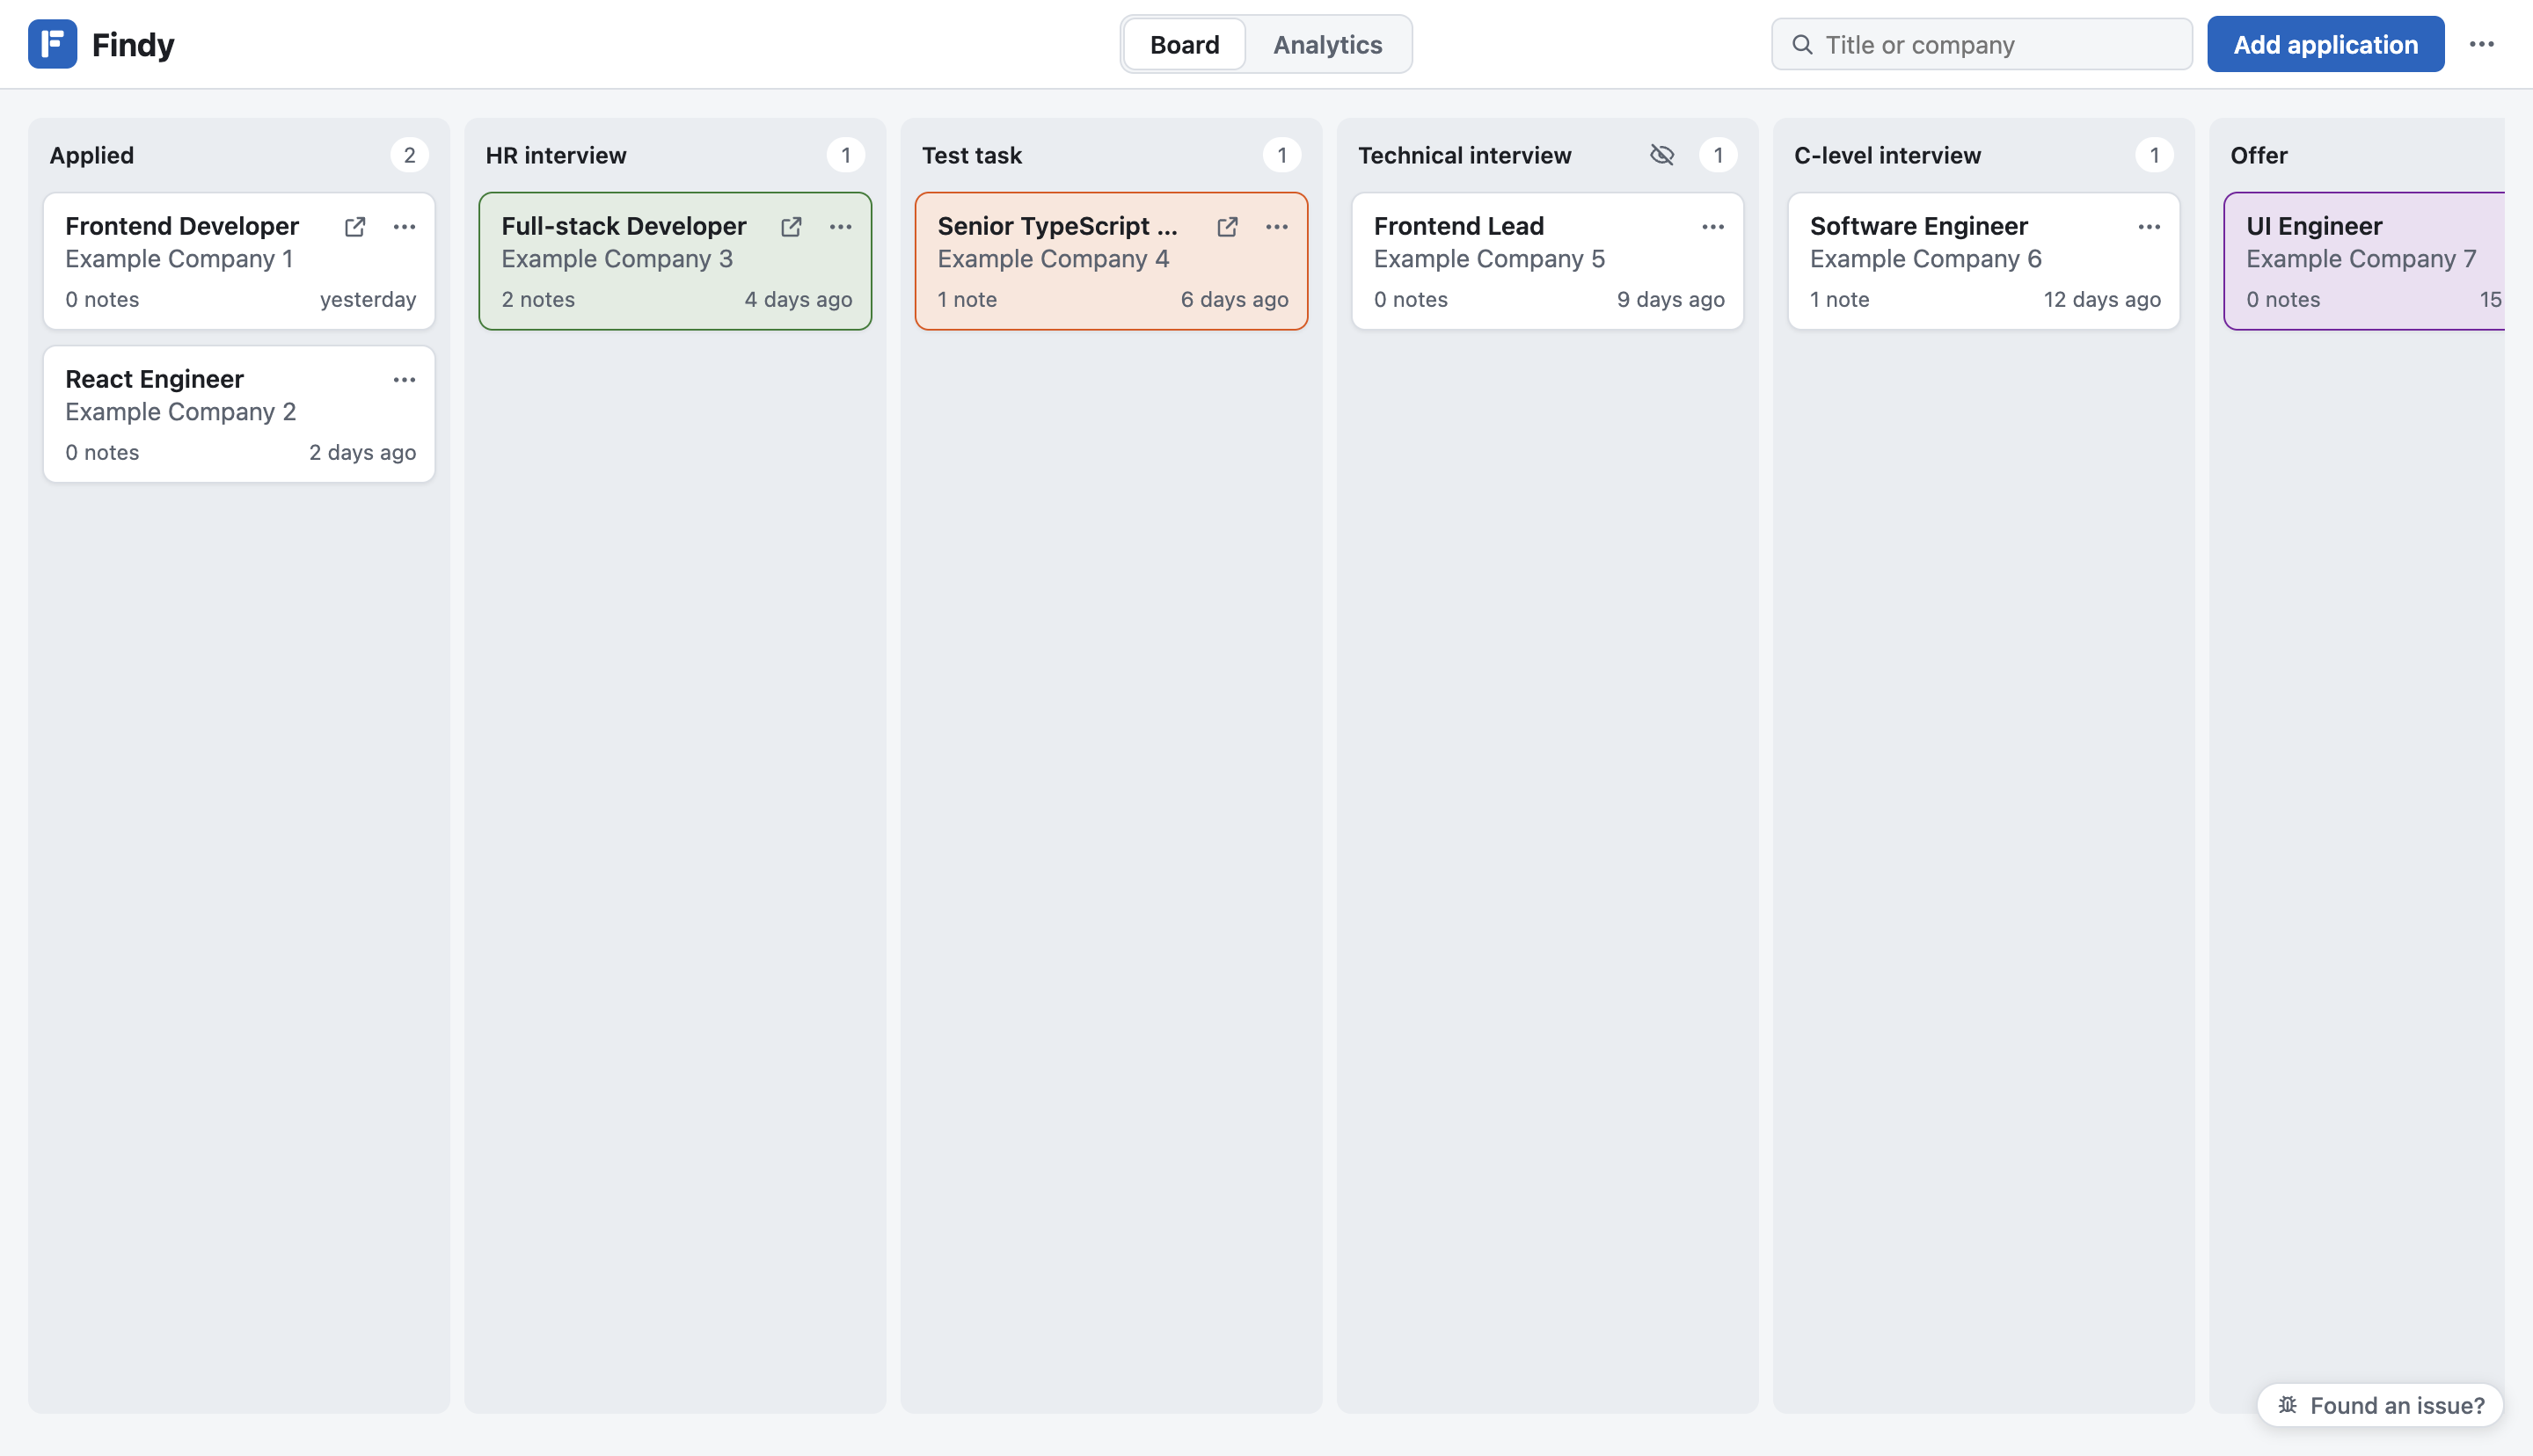 Findy
Board
Analytics
Title or company
Add application
Applied
2
Frontend Developer
Example Company 1
0 notes
yesterday
React Engineer
Example Company 2
0 notes
2 days ago
HR interview
1
Full-stack Developer
Example Company 3
2 notes
4 days ago
Test task
1
Senior TypeScript ...
Example Company 4
1 note
6 days ago
Technical interview
1
Frontend Lead
Example Company 5
0 notes
9 days ago
C-level interview
1
Software Engineer
Example Company 6
1 note
12 days ago
Offer
UI Engineer
Example Company 7
0 notes
15
Found an issue?